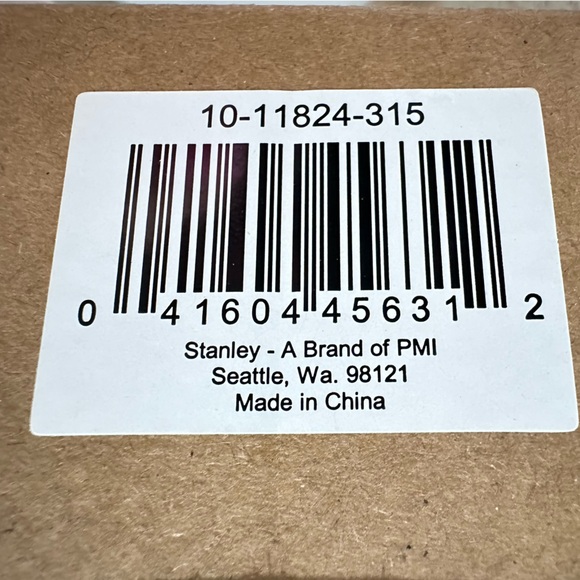 10-11824-315
0 41604 45631 2
Stanley - A Brand of PMI
Seattle, Wa. 98121
Made in China